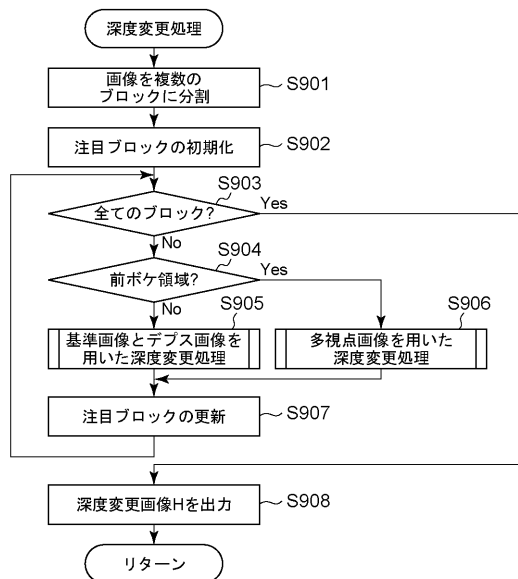 深度変更処理
画像を複数の
ブロックに分割
S901
注目ブロックの初期化
S902
S903
全てのブロック?
Yes
No
S904
前ボケ領域?
Yes
No
S905
基準画像とデプス画像を
用いた深度変更処理
S906
多視点画像を用いた
深度変更処理
注目ブロックの更新
S907
深度変更画像Hを出力
S908
リターン